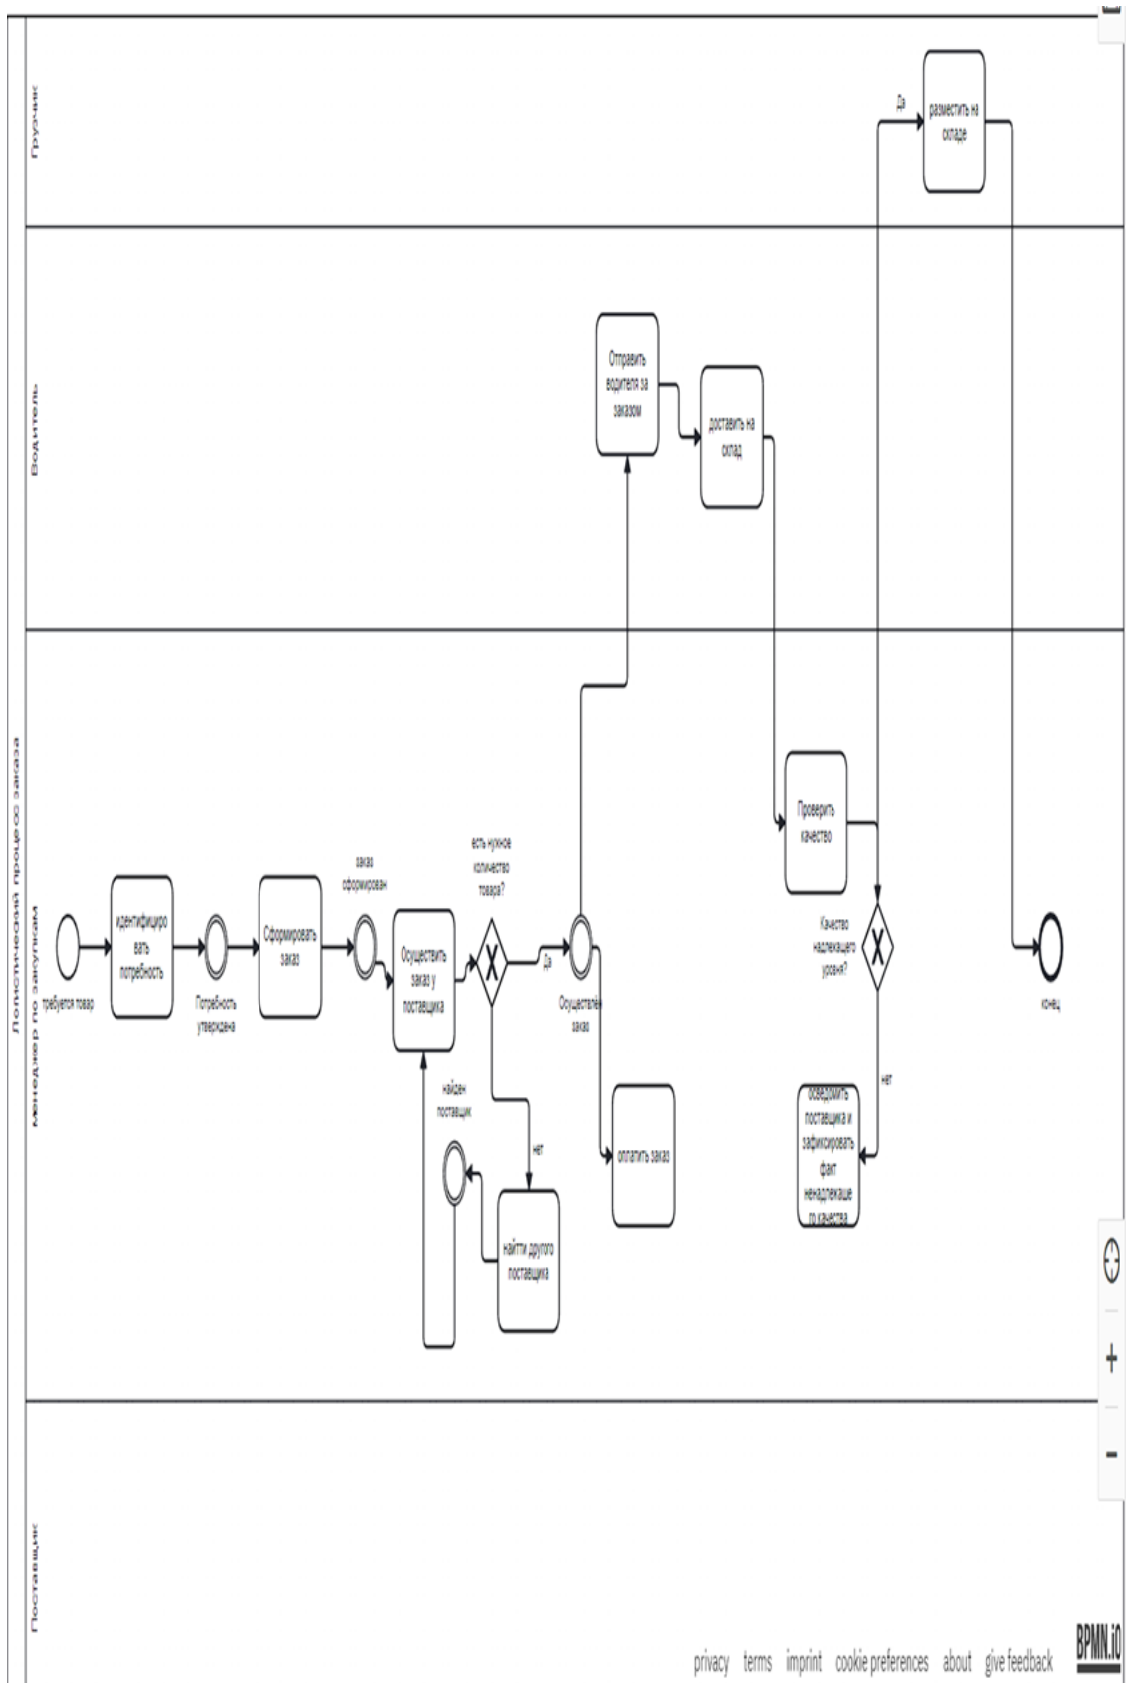 Логистический процесс заказа
Грузчик
Да
разместить на
складе
Водитель
Отправить
водителя за
заказом
доставить на
склад
Менеджер по закупкам
требуется товар
идентифициро
вать
потребность
Потребность
утверждена
Сформировать
заказ
заказ
сформирован
Осуществить
заказ у
поставщика
есть нужное
количество
товара?
Да
нет
найден
поставщик
найтти другого
поставщика
Осуществлён
заказ
оплатить заказ
Проверить
качество
Качество
надлежащего
уровня?
нет
осведомить
поставщика и
зафиксировать
факт
ненадлежаще
го качества
конец
Поставщик
privacy terms imprint cookie preferences about give feedback
BPMN.iO